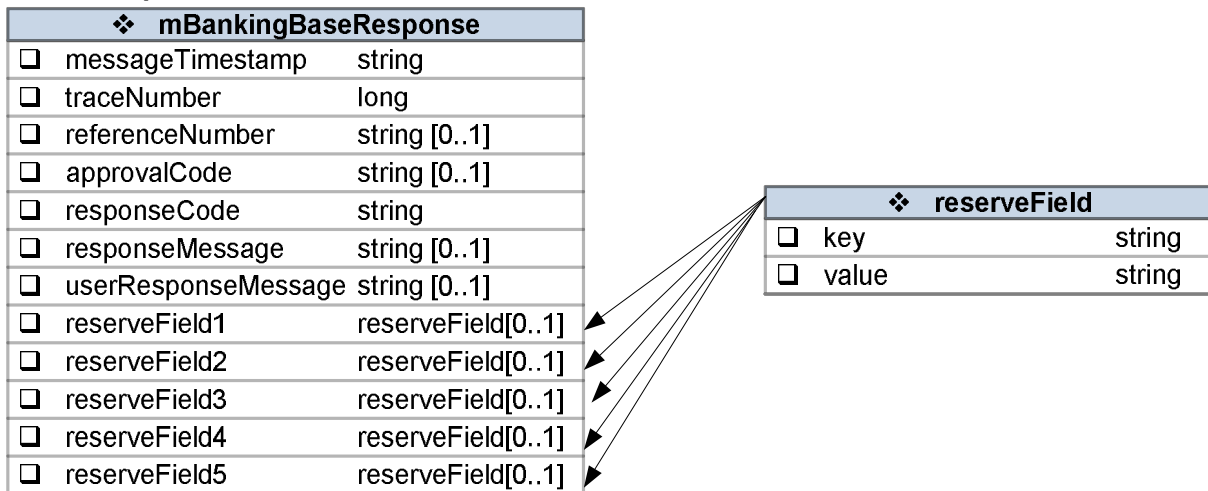 ❖ mBankingBaseResponse
❑ messageTimestamp string
❑ traceNumber long
❑ referenceNumber string [0..1]
❑ approvalCode string [0..1]
❑ responseCode string
❑ responseMessage string [0..1]
❑ userResponseMessage string [0..1]
❑ reserveField1 reserveField[0..1]
❑ reserveField2 reserveField[0..1]
❑ reserveField3 reserveField[0..1]
❑ reserveField4 reserveField[0..1]
❑ reserveField5 reserveField[0..1]
❖ reserveField
❑ key string
❑ value string